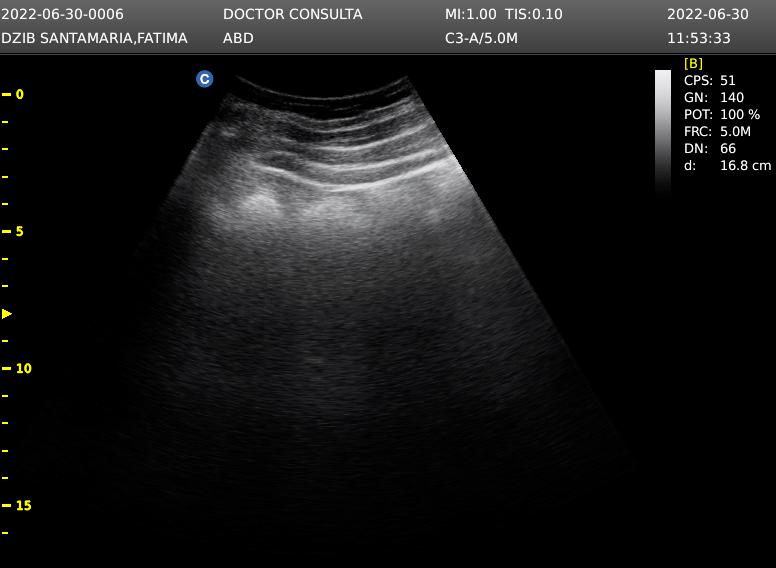 2022-06-30-0006 DOCTOR CONSULTA MI:1.00 TIS:0.10 2022-06-30
DZIB SANTAMARIA,FATIMA ABD C3-A/5.0M 11:53:33
[B]
CPS: 51
GN: 140
POT: 100 %
FRC: 5.0M
DN: 66
d: 16.8 cm
C
0
5
10
15